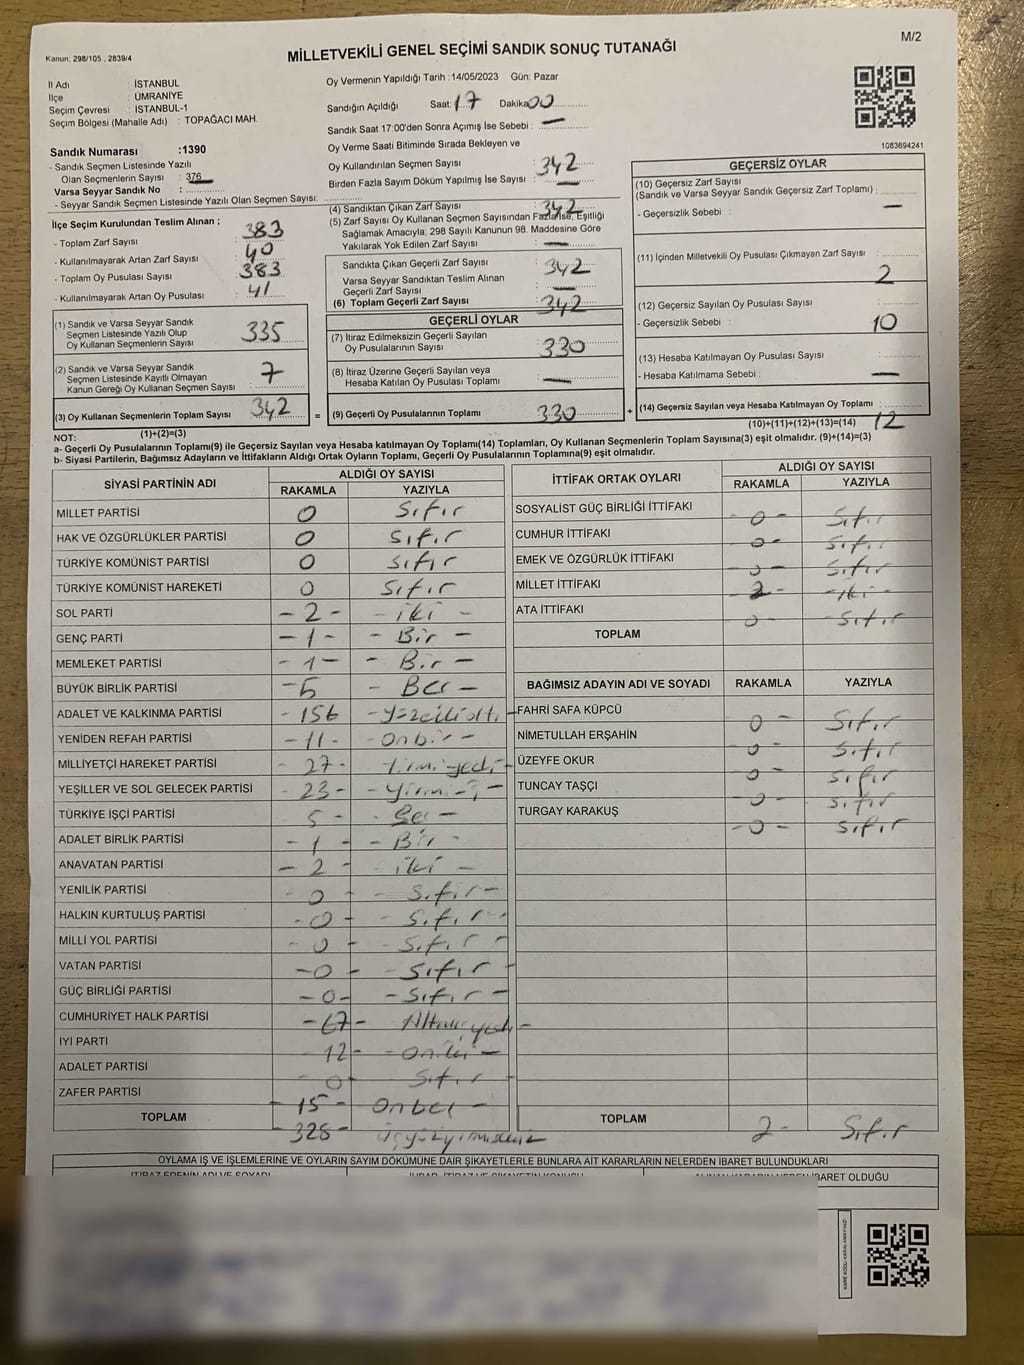 M/2
Kanun: 298/105 , 2839/4
MİLLETVEKİLİ GENEL SEÇİMİ SANDIK SONUÇ TUTANAĞI
İl Adı : İSTANBUL
İlçe : ÜMRANİYE
Seçim Çevresi : İSTANBUL-1
Seçim Bölgesi (Mahalle Adı) : TOPAĞACI MAH.
Sandık Numarası :1390
- Sandık Seçmen Listesinde Yazılı
Olan Seçmenlerin Sayısı : 376
Varsa Seyyar Sandık No :
- Seyyar Sandık Seçmen Listesinde Yazılı Olan Seçmen Sayısı:
Oy Vermenin Yapıldığı Tarih : 14/05/2023 Gün: Pazar
Sandığın Açıldığı Saat: 17 Dakika 00
Sandık Saat 17:00'den Sonra Açımış İse Sebebi : —
Oy Verme Saati Bitiminde Sırada Bekleyen ve
Oy Kullandırılan Seçmen Sayısı : 342
Birden Fazla Sayım Döküm Yapılmış İse Sayısı : —
1083694241
İlçe Seçim Kurulundan Teslim Alınan ;
- Toplam Zarf Sayısı : 383
- Kullanılmayarak Artan Zarf Sayısı : 40
- Toplam Oy Pusulası Sayısı : 383
- Kullanılmayarak Artan Oy Pusulası : 41
(4) Sandıktan Çıkan Zarf Sayısı : 342
(5) Zarf Sayısı Oy Kullanan Seçmen Sayısından Fazla İse, Eşitliği
Sağlamak Amacıyla; 298 Sayılı Kanunun 98. Maddesine Göre
Yakılarak Yok Edilen Zarf Sayısı : —
Sandıkta Çıkan Geçerli Zarf Sayısı : 342
Varsa Seyyar Sandıktan Teslim Alınan
Geçerli Zarf Sayısı : —
(6) Toplam Geçerli Zarf Sayısı : 342
GEÇERSİZ OYLAR
(10) Geçersiz Zarf Sayısı
(Sandık ve Varsa Seyyar Sandık Geçersiz Zarf Toplamı) :
- Geçersizlik Sebebi : —
(11) İçinden Milletvekili Oy Pusulası Çıkmayan Zarf Sayısı : 2
(12) Geçersiz Sayılan Oy Pusulası Sayısı :
- Geçersizlik Sebebi : 10
(13) Hesaba Katılmayan Oy Pusulası Sayısı :
- Hesaba Katılmama Sebebi : —
(14) Geçersiz Sayılan veya Hesaba Katılmayan Oy Toplamı : 12
(10)+(11)+(12)+(13)=(14)
(1) Sandık ve Varsa Seyyar Sandık
Seçmen Listesinde Yazılı Olup
Oy Kullanan Seçmenlerin Sayısı : 335
(2) Sandık ve Varsa Seyyar Sandık
Seçmen Listesinde Kayıtlı Olmayan
Kanun Gereği Oy Kullanan Seçmen Sayısı : 7
(3) Oy Kullanan Seçmenlerin Toplam Sayısı : 342 =
(1)+(2)=(3)
GEÇERLİ OYLAR
(7) İtiraz Edilmeksizin Geçerli Sayılan
Oy Pusulalarının Sayısı : 330
(8) İtiraz Üzerine Geçerli Sayılan veya
Hesaba Katılan Oy Pusulası Toplamı : —
(9) Geçerli Oy Pusulalarının Toplamı : 330 +
NOT:
a- Geçerli Oy Pusulalarının Toplamı(9) ile Geçersiz Sayılan veya Hesaba katılmayan Oy Toplamı(14) Toplamları, Oy Kullanan Seçmenlerin Toplam Sayısına(3) eşit olmalıdır. (9)+(14)=(3)
b- Siyasi Partilerin, Bağımsız Adayların ve İttifakların Aldığı Ortak Oyların Toplamı, Geçerli Oy Pusulalarının Toplamına(9) eşit olmalıdır.
SİYASİ PARTİNİN ADI ALDIĞI OY SAYISI
RAKAMLA YAZIYLA
MİLLET PARTİSİ 0 Sıfır
HAK VE ÖZGÜRLÜKLER PARTİSİ 0 Sıfır
TÜRKİYE KOMÜNİST PARTİSİ 0 Sıfır
TÜRKİYE KOMÜNİST HAREKETİ 0 Sıfır
SOL PARTİ - 2 - - iki -
GENÇ PARTİ - 1 - - Bir -
MEMLEKET PARTİSİ - 1 - - Bir -
BÜYÜK BİRLİK PARTİSİ - 5 - Beş -
ADALET VE KALKINMA PARTİSİ - 156 - Yüzellialtı -
YENİDEN REFAH PARTİSİ - 11 - - Onbir -
MİLLİYETÇİ HAREKET PARTİSİ - 27 - Yirmiyedi -
YEŞİLLER VE SOL GELECEK PARTİSİ - 23 - - Yirmi üç -
TÜRKİYE İŞÇİ PARTİSİ 5 - - Beş -
ADALET BİRLİK PARTİSİ - 1 - - Bir -
ANAVATAN PARTİSİ - 2 - iki -
YENİLİK PARTİSİ - 0 - Sıfır -
HALKIN KURTULUŞ PARTİSİ - 0 - Sıfır -
MİLLİ YOL PARTİSİ - 0 - - Sıfır -
VATAN PARTİSİ - 0 - - Sıfır -
GÜÇ BİRLİĞİ PARTİSİ - 0 - - Sıfır -
CUMHURİYET HALK PARTİSİ - 67 - Altmışyedi -
İYİ PARTİ - 12 - - Oniki -
ADALET PARTİSİ - 0 - Sıfır
ZAFER PARTİSİ - 15 - Onbeş -
TOPLAM - 328 - Üçyüzyirmisekiz
İTTİFAK ORTAK OYLARI ALDIĞI OY SAYISI
RAKAMLA YAZIYLA
SOSYALİST GÜÇ BİRLİĞİ İTTİFAKI - 0 - Sıfır
CUMHUR İTTİFAKI - 0 - Sıfır
EMEK VE ÖZGÜRLÜK İTTİFAKI - 0 - Sıfır
MİLLET İTTİFAKI - 2 - - iki -
ATA İTTİFAKI - 0 - - Sıfır
TOPLAM
BAĞIMSIZ ADAYIN ADI VE SOYADI RAKAMLA YAZIYLA
FAHRİ SAFA KÜPCÜ 0 - Sıfır
NİMETULLAH ERŞAHİN 0 - Sıfır
ÜZEYFE OKUR 0 - Sıfır
TUNCAY TAŞÇI - 0 - Sıfır
TURGAY KARAKUŞ - 0 - Sıfır
TOPLAM 2 - Sıfır
OYLAMA İŞ VE İŞLEMLERİNE VE OYLARIN SAYIM DÖKÜMÜNE DAİR ŞİKAYETLERLE BUNLARA AİT KARARLARIN NELERDEN İBARET BULUNDUKLARI
İTİRAZ EDENİN ADI VE SOYADI
İBARET OLDUĞU